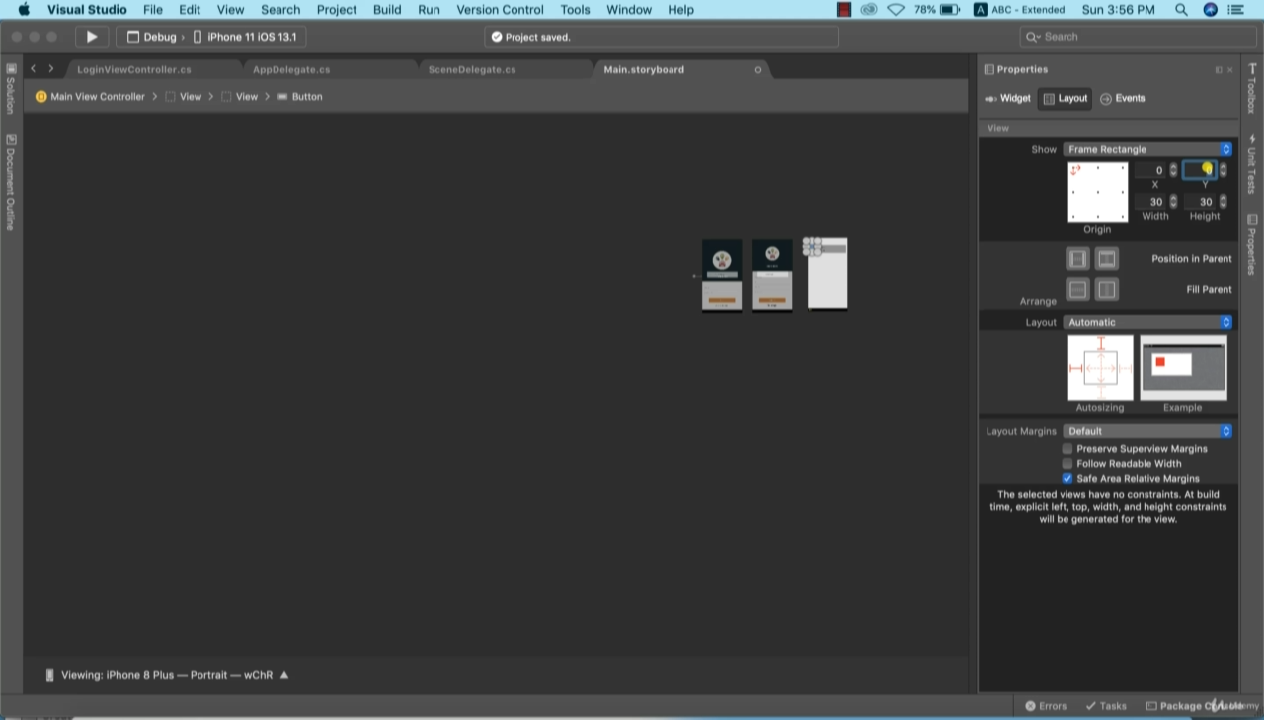 Visual Studio File Edit View Search Project Build Run Version Control Tools Window Help 78% A ABC - Extended Sun 3:56 PM
Debug › iPhone 11 iOS 13.1 Project saved. Search
LoginViewController.cs AppDelegate.cs SceneDelegate.cs Main.storyboard
Main View Controller > View > View > Button
Solution
Document Outline
Properties
Widget Layout Events
View
Show Frame Rectangle
0
X Y
30 30
Width Height
Origin
Position in Parent
Fill Parent
Arrange
Layout Automatic
Autosizing Example
Layout Margins Default
Preserve Superview Margins
Follow Readable Width
Safe Area Relative Margins
The selected views have no constraints. At build
time, explicit left, top, width, and height constraints
will be generated for the view.
Toolbox
Unit Tests
Properties
Viewing: iPhone 8 Plus — Portrait — wChR
Errors Tasks Package